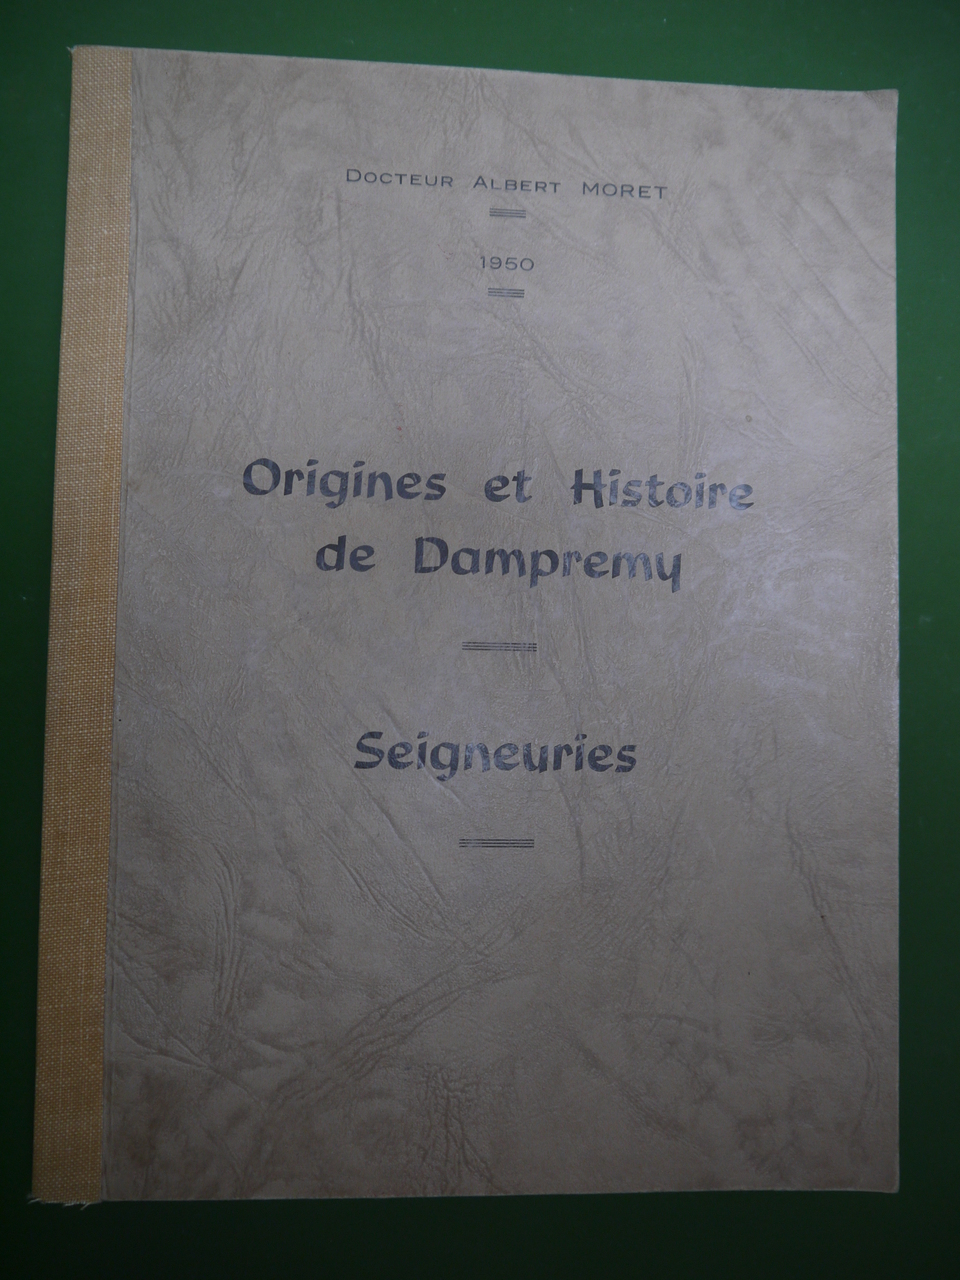 DOCTEUR ALBERT MORET
1950
Origines et Histoire
de Dampremy
Seigneuries